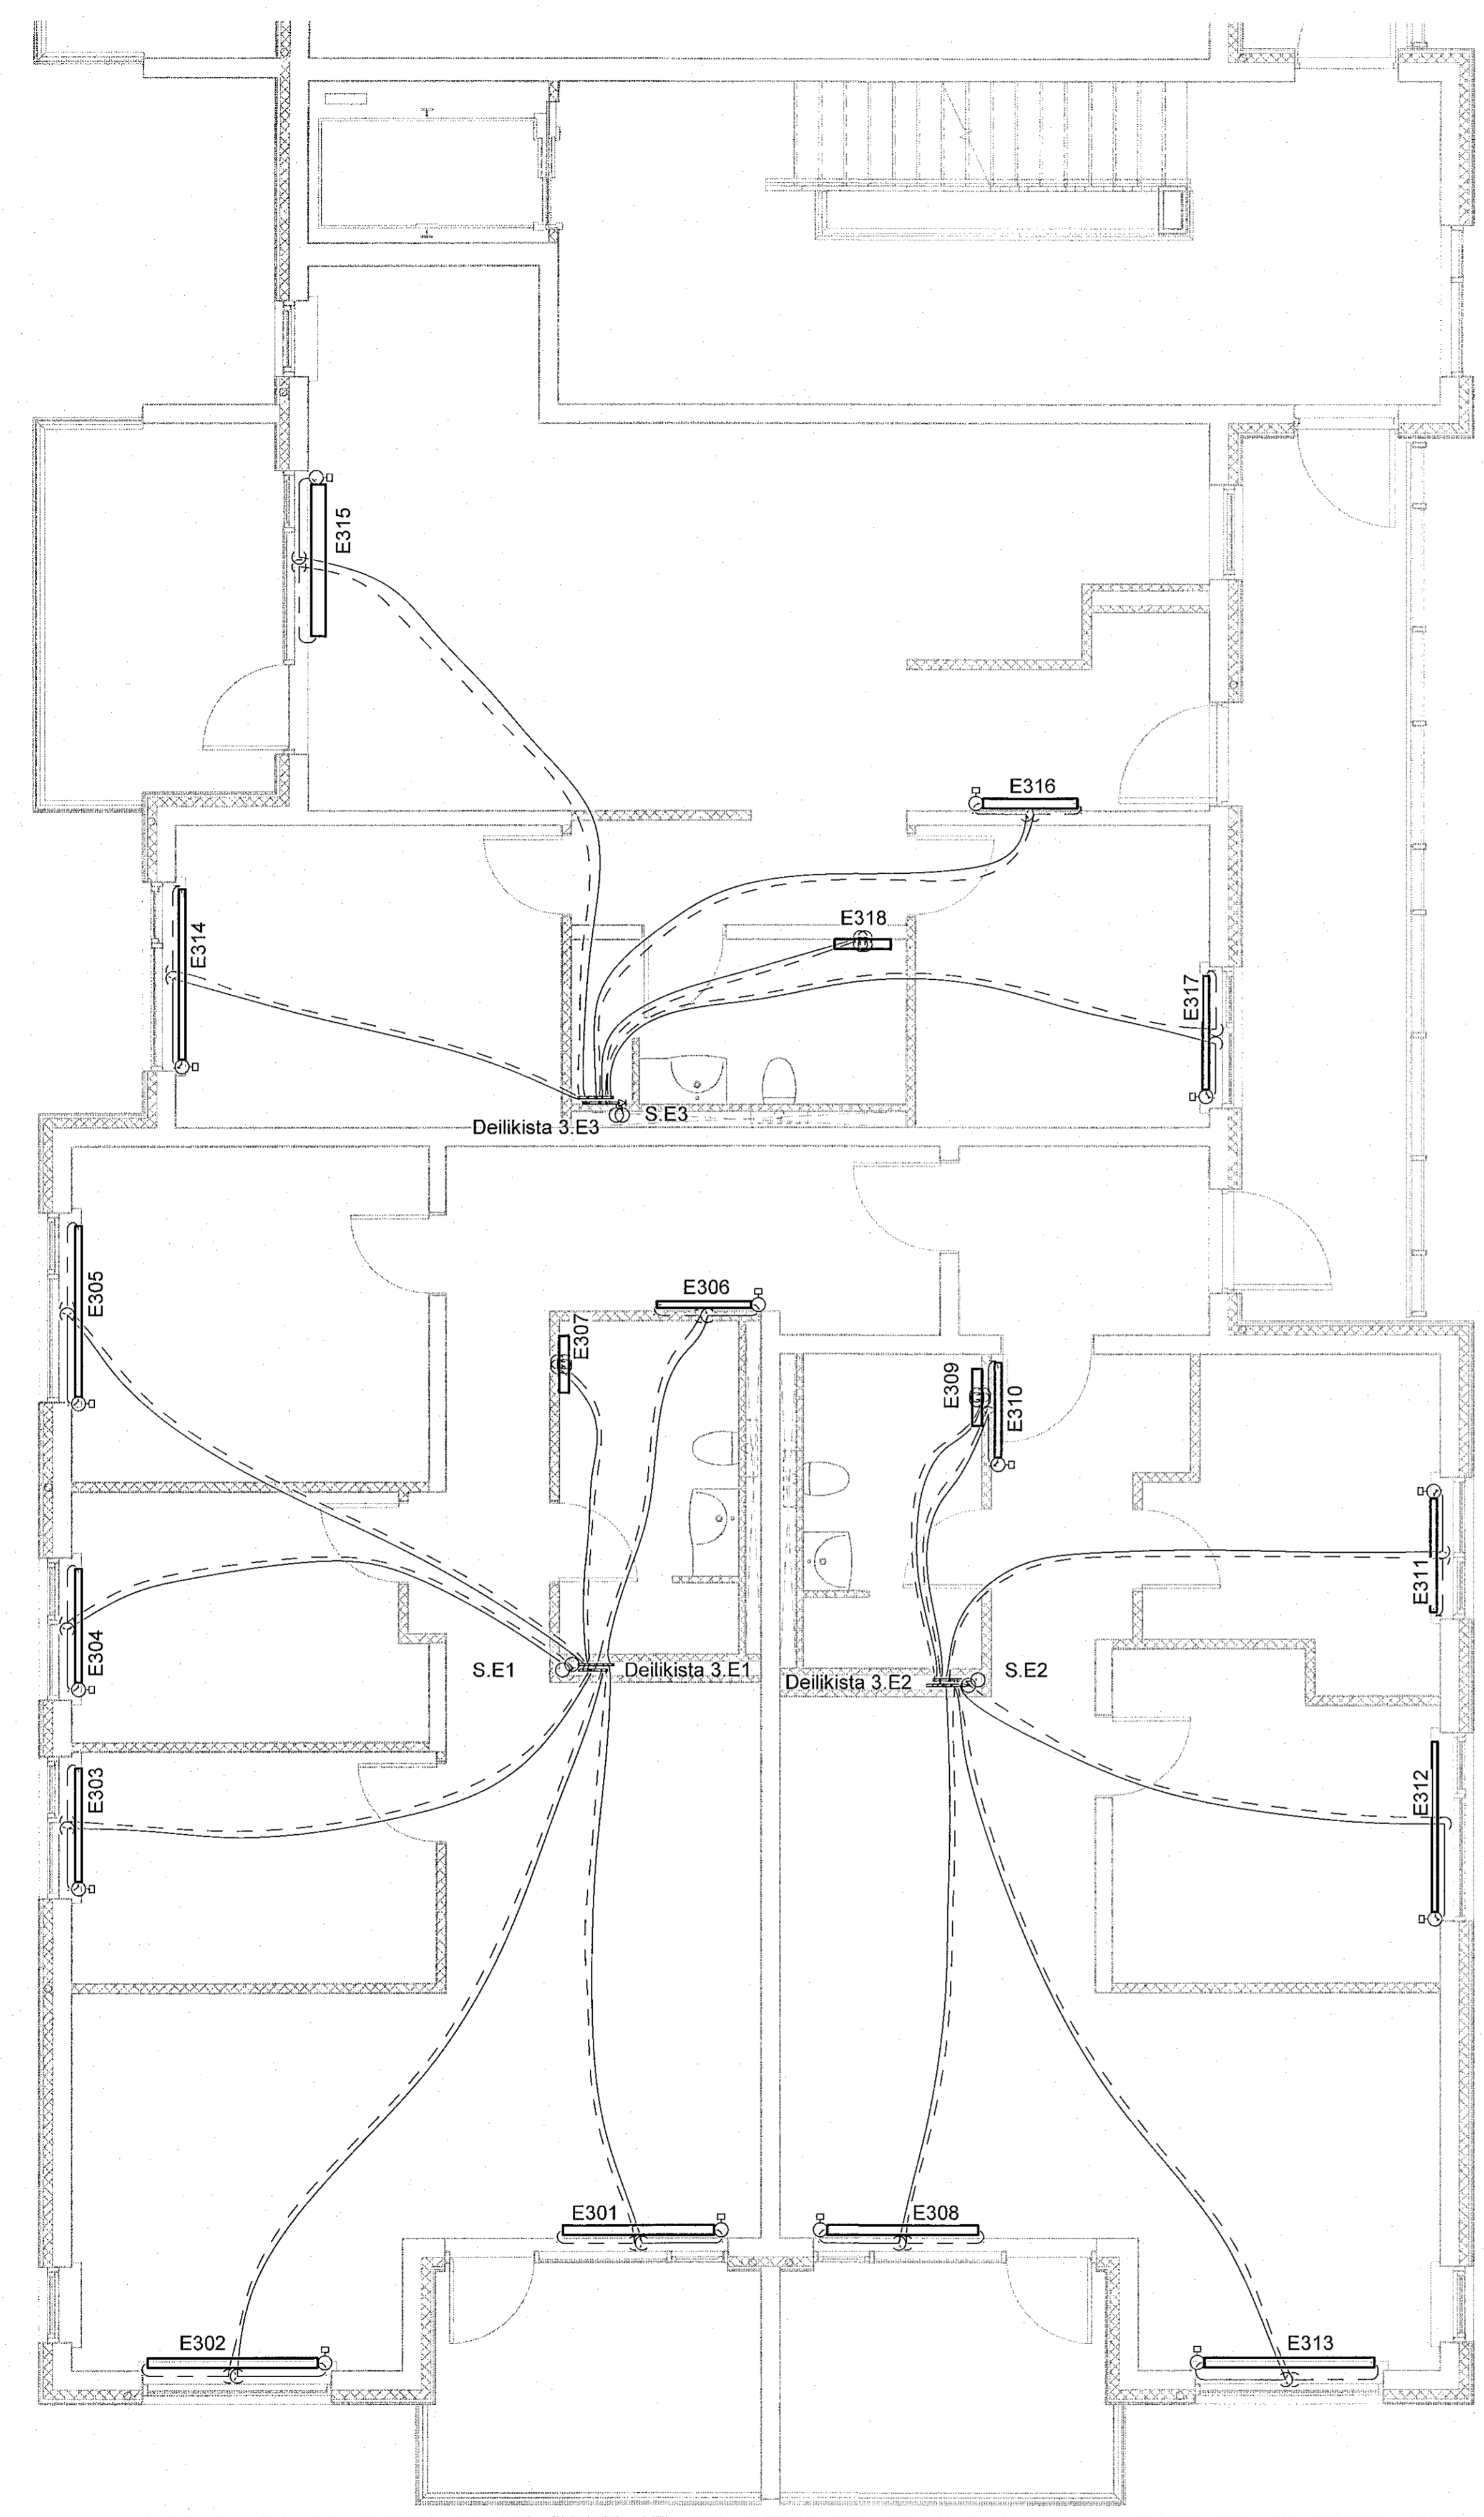 E315
E316
E318
E314
E317
S.E3
Deilikista 3.E3
E305
E306
E307
E309
E310
E311
E304
S.E1
Deilikista 3.E1
S.E2
Deilikista 3.E2
E303
E312
E301
E308
E302
E313